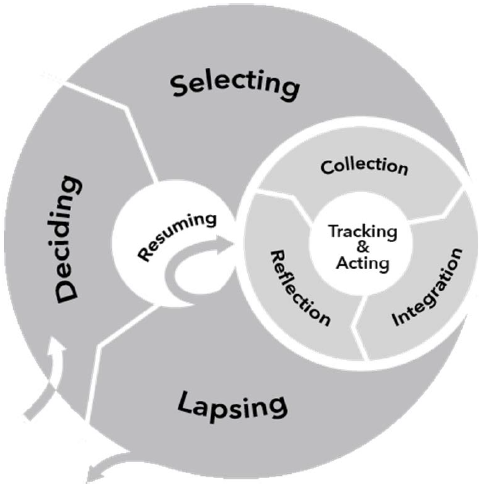 Selecting
Collection
Deciding
Resuming
Tracking
&
Acting
Reflection
Integration
Lapsing